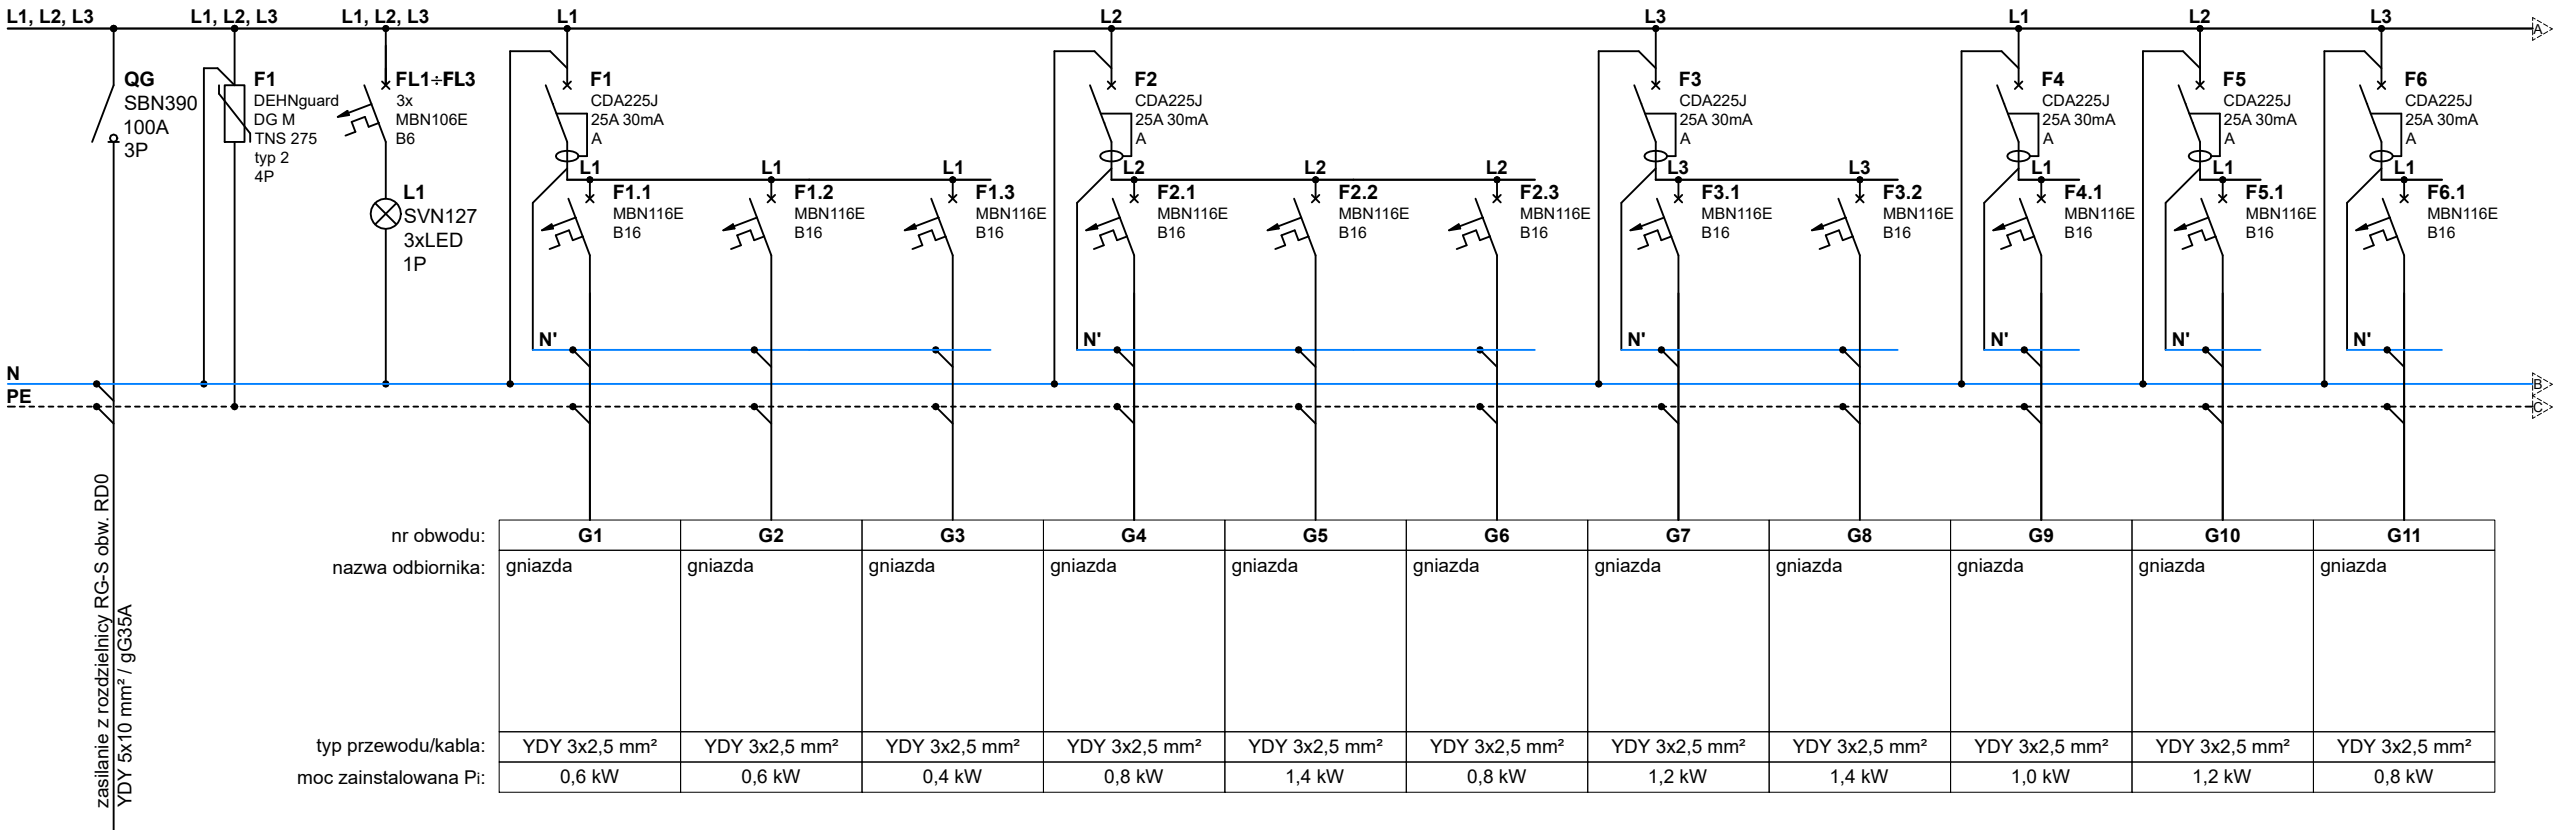 L1, L2, L3
L1, L2, L3
L1, L2, L3
L1
L2
L3
L1
L2
L3
A
QG
SBN390
100A
3P
F1
DEHNguard
DG M
TNS 275
typ 2
4P
FL1÷FL3
3x
MBN106E
B6
L1
SVN127
3xLED
1P
F1
CDA225J
25A 30mA
A
F2
CDA225J
25A 30mA
A
F3
CDA225J
25A 30mA
A
F4
CDA225J
25A 30mA
A
F5
CDA225J
25A 30mA
A
F6
CDA225J
25A 30mA
A
L1
F1.1
MBN116E
B16
L1
F1.2
MBN116E
B16
L1
F1.3
MBN116E
B16
L2
F2.1
MBN116E
B16
L2
F2.2
MBN116E
B16
L2
F2.3
MBN116E
B16
L3
F3.1
MBN116E
B16
L3
F3.2
MBN116E
B16
L1
F4.1
MBN116E
B16
L1
F5.1
MBN116E
B16
L1
F6.1
MBN116E
B16
N'
N'
N'
N'
N'
N'
N
B
PE
C
zasilanie z rozdzielnicy RG-S obw. RD0
YDY 5x10 mm² / gG35A
nr obwodu: G1 G2 G3 G4 G5 G6 G7 G8 G9 G10 G11
nazwa odbiornika: gniazda gniazda gniazda gniazda gniazda gniazda gniazda gniazda gniazda gniazda gniazda
typ przewodu/kabla: YDY 3x2,5 mm² YDY 3x2,5 mm² YDY 3x2,5 mm² YDY 3x2,5 mm² YDY 3x2,5 mm² YDY 3x2,5 mm² YDY 3x2,5 mm² YDY 3x2,5 mm² YDY 3x2,5 mm² YDY 3x2,5 mm² YDY 3x2,5 mm²
moc zainstalowana Pi: 0,6 kW 0,6 kW 0,4 kW 0,8 kW 1,4 kW 0,8 kW 1,2 kW 1,4 kW 1,0 kW 1,2 kW 0,8 kW